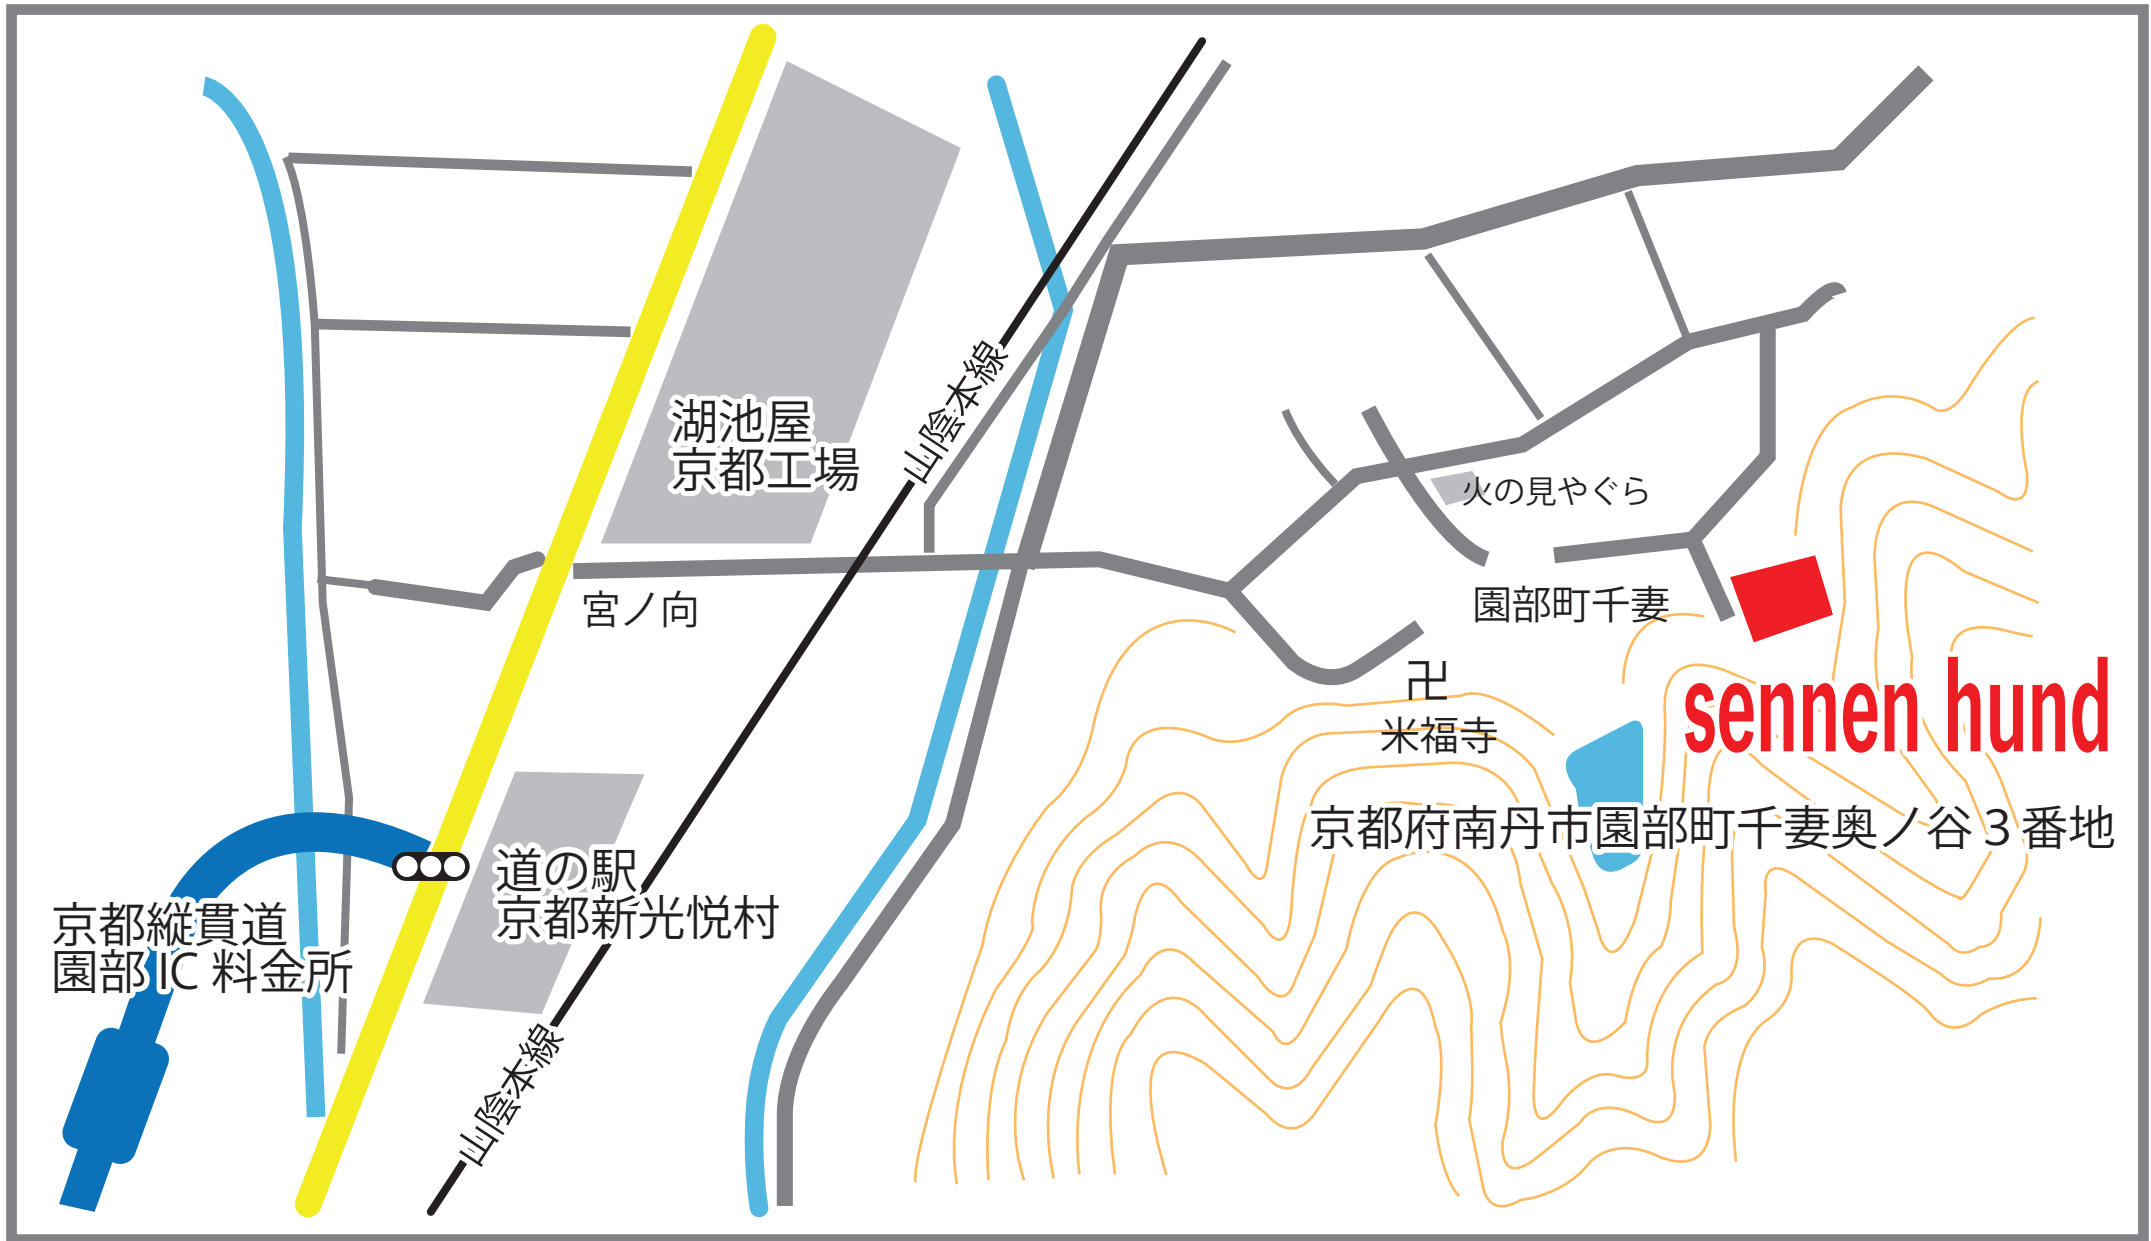 山陰本線
湖池屋
京都工場
火の見やぐら
宮ノ向
園部町千妻
卍
米福寺
sennen hund
京都府南丹市園部町千妻奥ノ谷３番地
道の駅
京都新光悦村
京都縦貫道
園部IC料金所
山陰本線